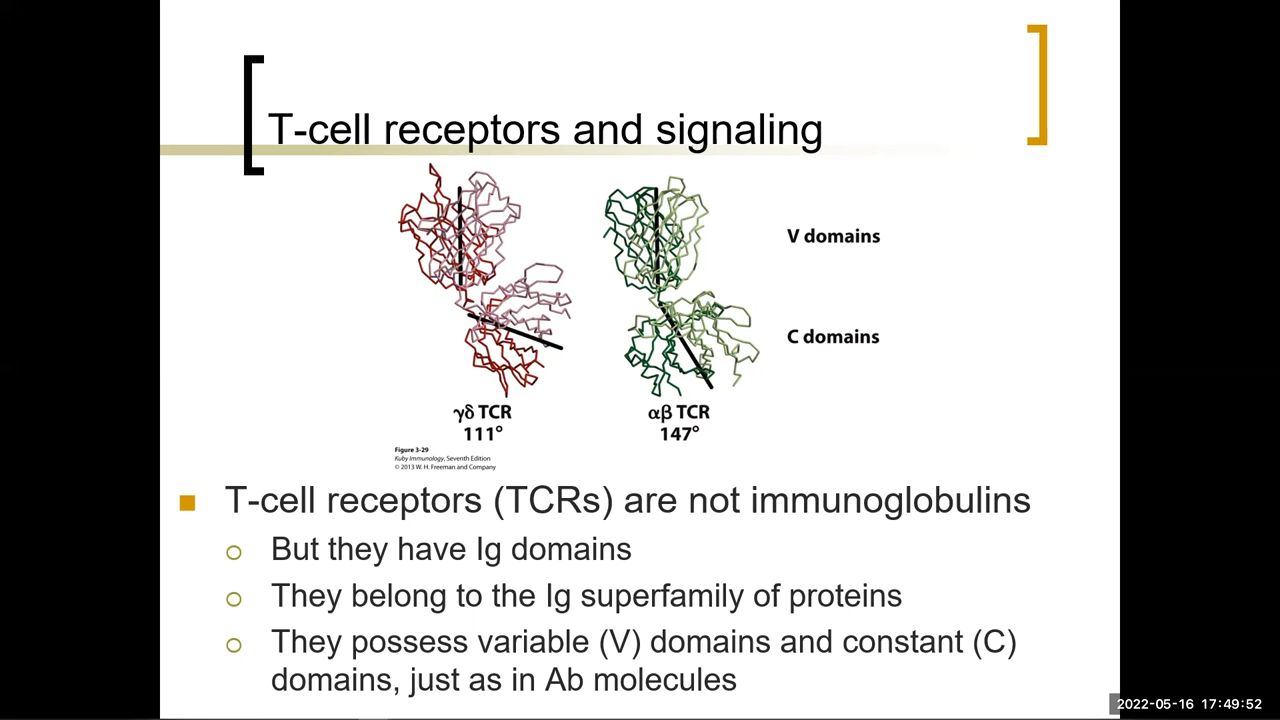 T-cell receptors and signaling
V domains
C domains
γδ TCR
111°
αβ TCR
147°
Figure 3-29
Kuby Immunology, Seventh Edition
© 2013 W. H. Freeman and Company
T-cell receptors (TCRs) are not immunoglobulins
But they have Ig domains
They belong to the Ig superfamily of proteins
They possess variable (V) domains and constant (C)
domains, just as in Ab molecules
2022-05-16 17:49:52